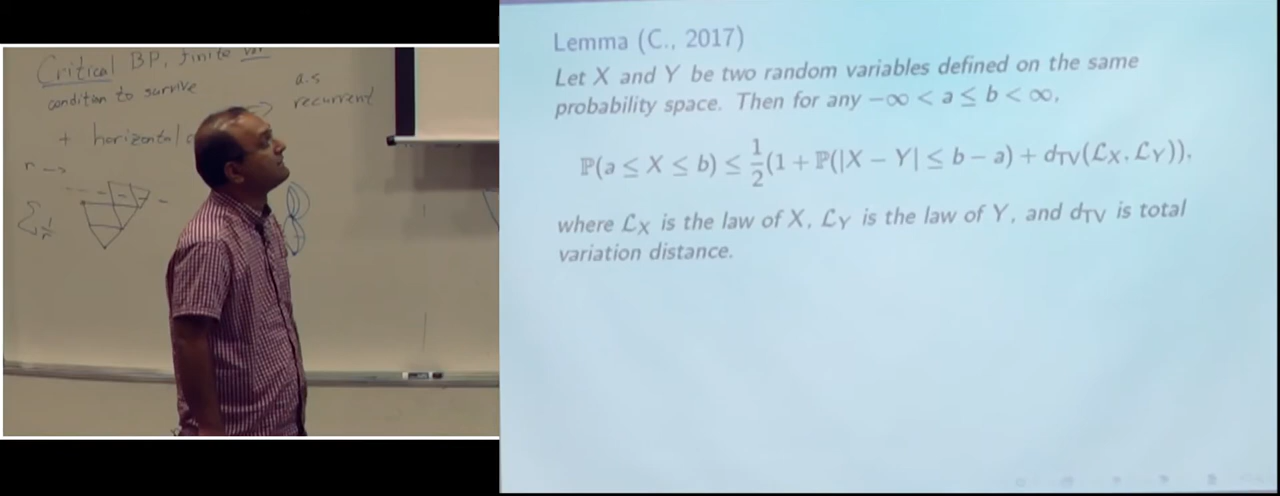 Critical BP, finite var
condition to survive
a.s
recurrent
+ horizontal
Lemma (C., 2017)
Let X and Y be two random variables defined on the same
probability space. Then for any −∞ < a ≤ b < ∞,
ℙ(a ≤ X ≤ b) ≤ 1/2(1 + ℙ(|X − Y| ≤ b − a) + d_TV(ℒ_X, ℒ_Y)),
where ℒ_X is the law of X, ℒ_Y is the law of Y, and d_TV is total
variation distance.